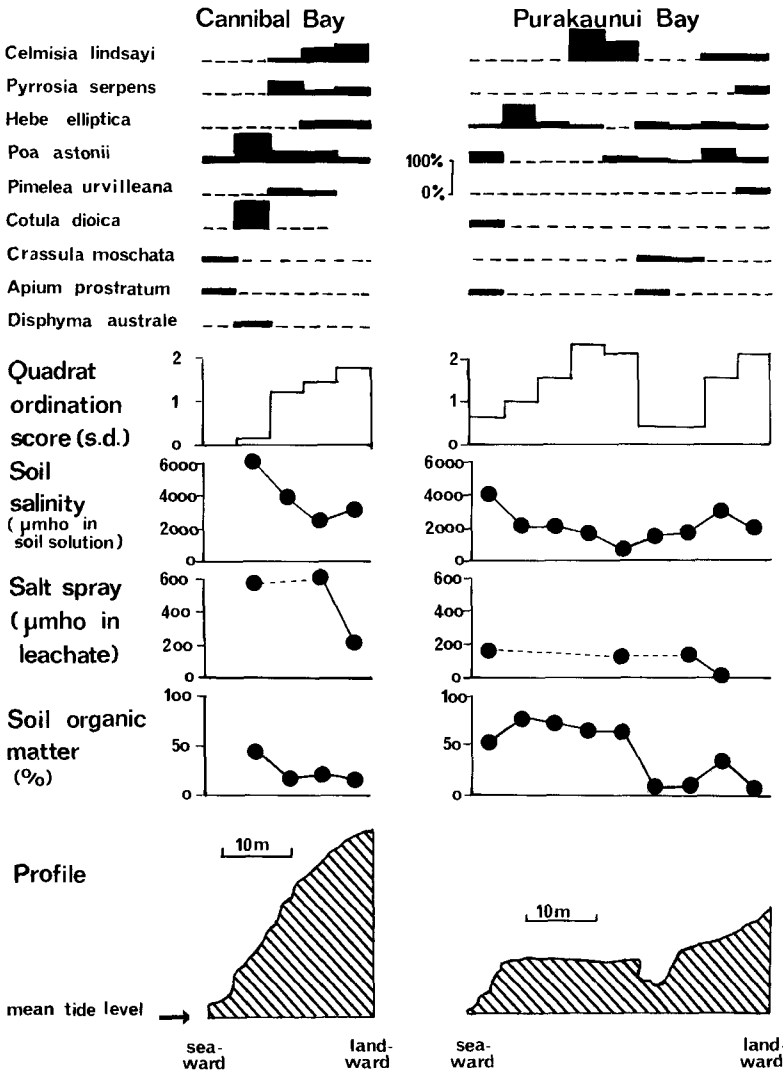 Cannibal Bay
Purakaunui Bay
Celmisia lindsayi
Pyrrosia serpens
Hebe elliptica
Poa astonii
100%
0%
Pimelea urvilleana
Cotula dioica
Crassula moschata
Apium prostratum
Disphyma australe
Quadrat
ordination
score (s.d.)
2
1
0
2
1
0
Soil
salinity
(µmho in
soil solution)
6000
4000
2000
0
6000
4000
2000
0
Salt spray
(µmho in
leachate)
600
400
200
0
600
400
200
0
Soil organic
matter
(%)
100
50
0
100
50
0
Profile
10m
10m
mean tide level
sea-
ward
land-
ward
sea-
ward
land-
ward